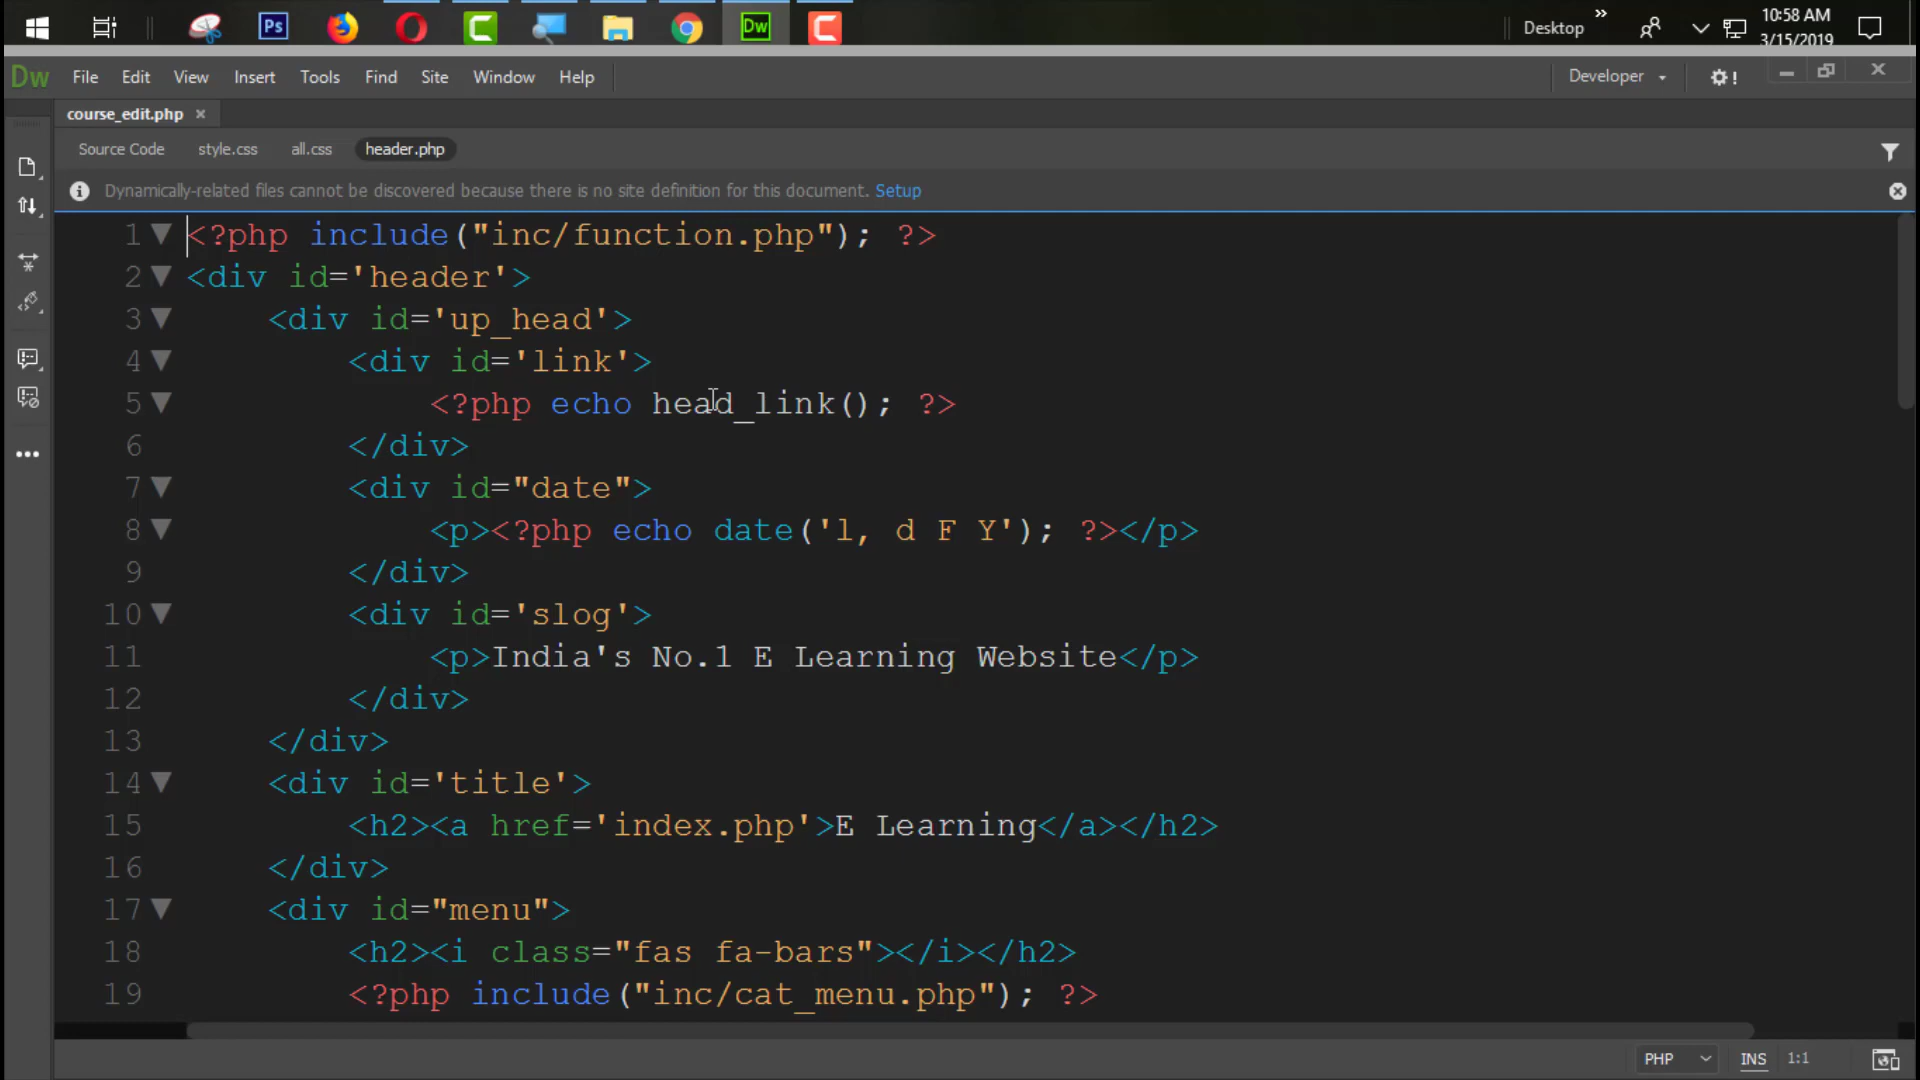 Ps
Dw
Desktop
10:58 AM
3/15/2019
Dw File Edit View Insert Tools Find Site Window Help Developer
course_edit.php
Source Code style.css all.css header.php
Dynamically-related files cannot be discovered because there is no site definition for this document. Setup
1 <?php include("inc/function.php"); ?>
2 <div id='header'>
3 <div id='up_head'>
4 <div id='link'>
5 <?php echo head_link(); ?>
6 </div>
7 <div id="date">
8 <p><?php echo date('l, d F Y'); ?></p>
9 </div>
10 <div id='slog'>
11 <p>India's No.1 E Learning Website</p>
12 </div>
13 </div>
14 <div id='title'>
15 <h2><a href='index.php'>E Learning</a></h2>
16 </div>
17 <div id="menu">
18 <h2><i class="fas fa-bars"></i></h2>
19 <?php include("inc/cat_menu.php"); ?>
PHP INS 1:1